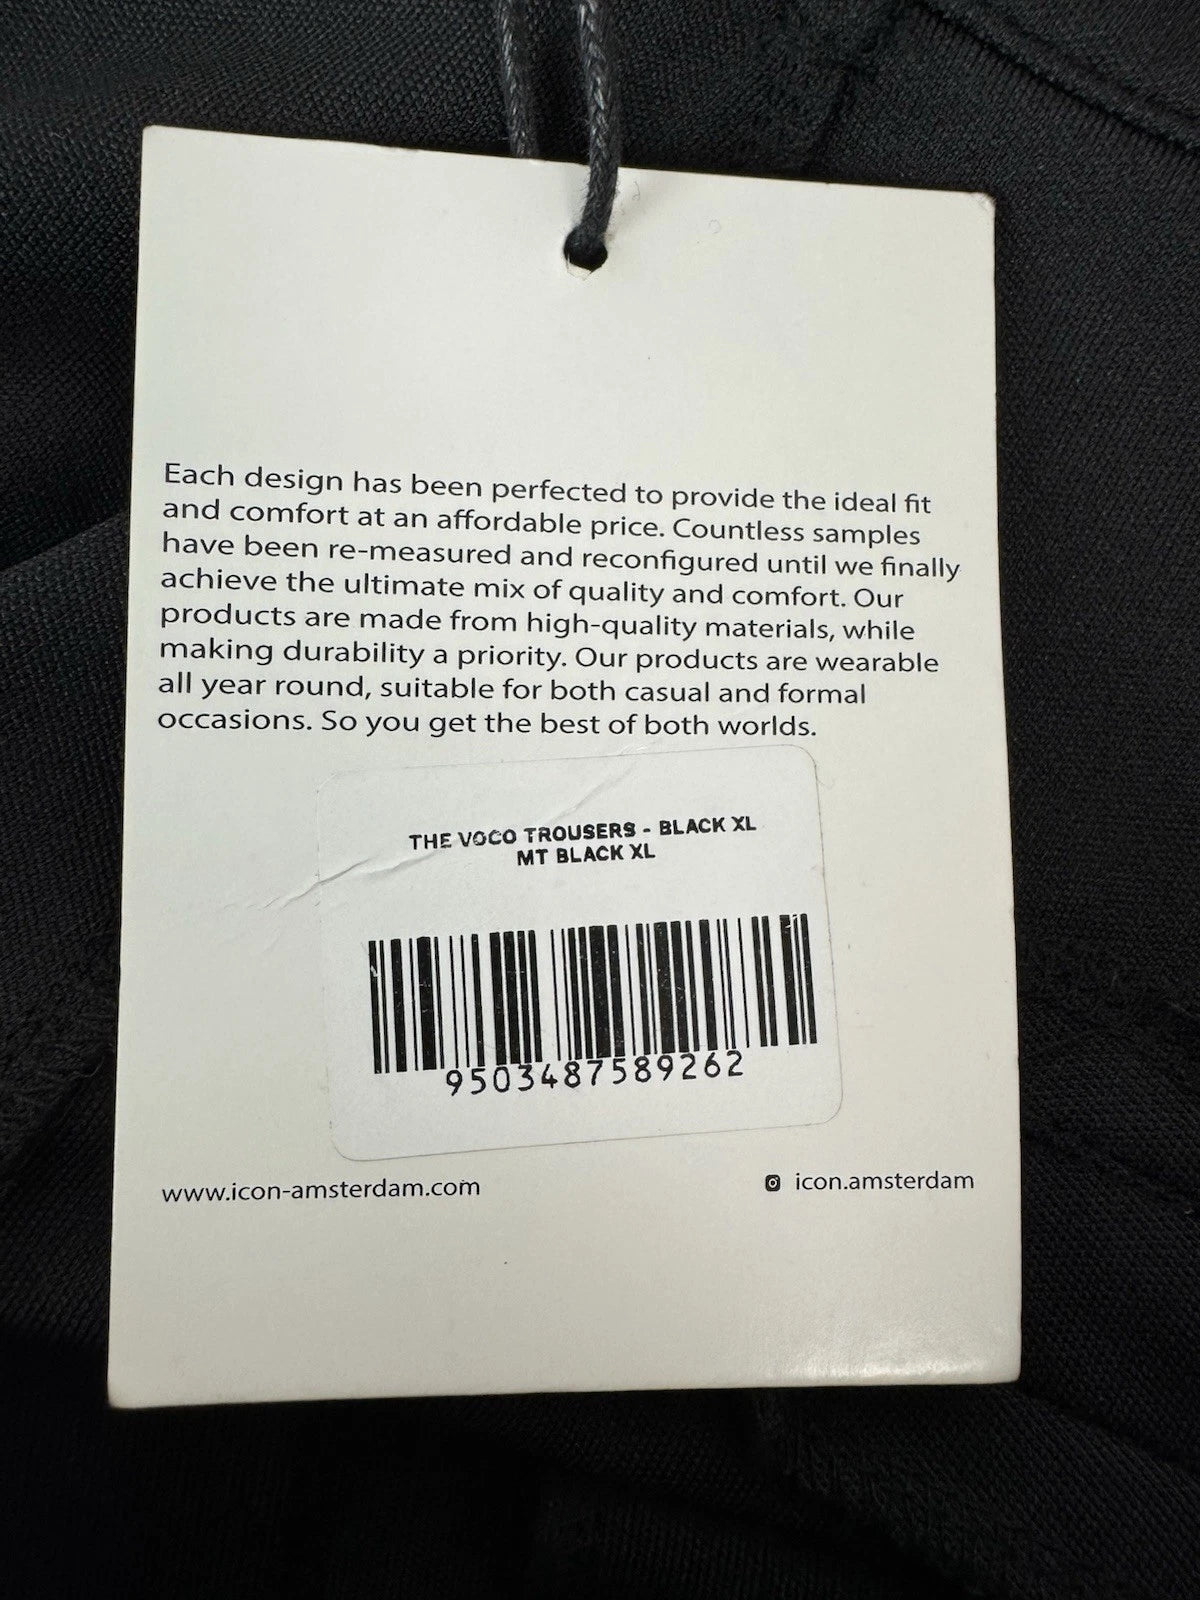 Each design has been perfected to provide the ideal fit
and comfort at an affordable price. Countless samples
have been re-measured and reconfigured until we finally
achieve the ultimate mix of quality and comfort. Our
products are made from high-quality materials, while
making durability a priority. Our products are wearable
all year round, suitable for both casual and formal
occasions. So you get the best of both worlds.
THE VOCO TROUSERS - BLACK XL
MT BLACK XL
9503487589262
www.icon-amsterdam.com
icon.amsterdam